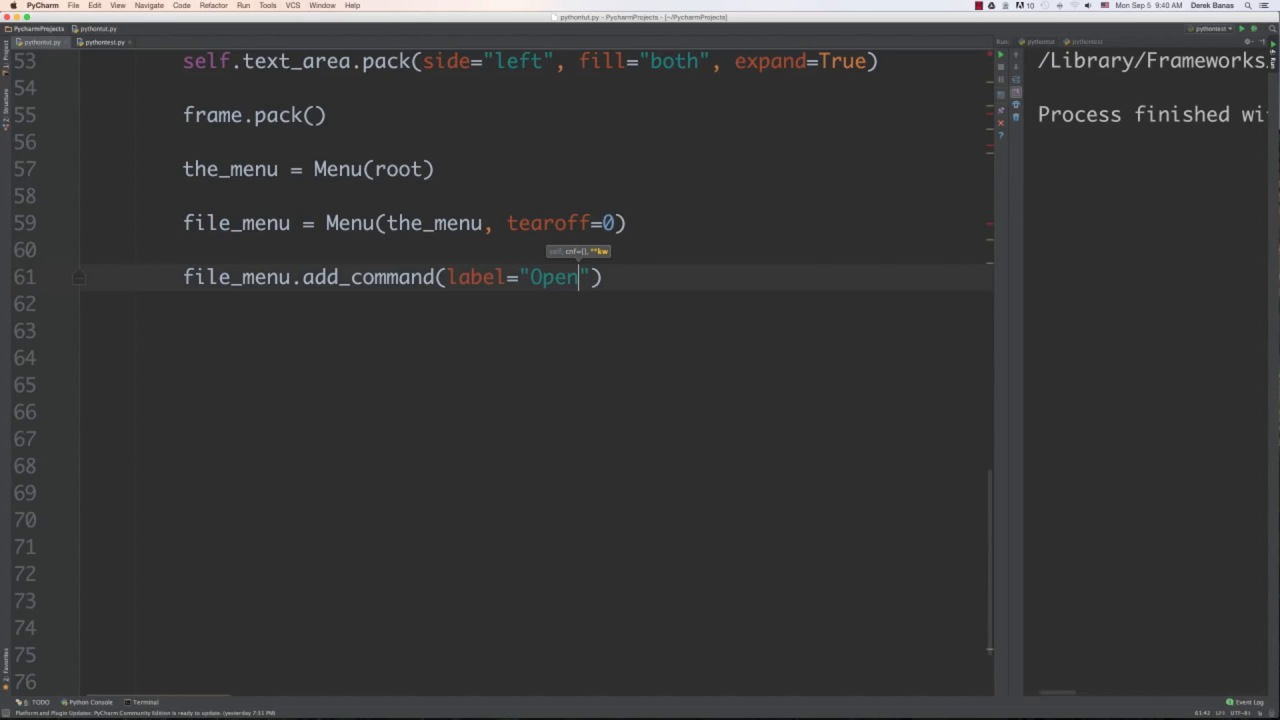 PyCharm File Edit View Navigate Code Refactor Run Tools VCS Window Help 10 Mon Sep 5 9:40 AM Derek Banas
pythontut.py - PycharmProjects - [~/PycharmProjects]
PycharmProjects pythontut.py pythontest
pythontut.py × pythontest.py × Run: pythontut pythontest
53 self.text_area.pack(side="left", fill="both", expand=True)
54
55 frame.pack()
56
57 the_menu = Menu(root)
58
59 file_menu = Menu(the_menu, tearoff=0)
60
self, cnf={}, **kw
61 file_menu.add_command(label="Open")
62
63
64
65
66
67
68
69
70
71
72
73
74
75
76
/Library/Frameworks
Process finished wi
1: Project
7: Structure
2: Favorites
4: Run
6: TODO Python Console Terminal Event Log
Platform and Plugin Updates: PyCharm Community Edition is ready to update. (yesterday 7:51 PM) 61:42 LF÷ UTF-8÷